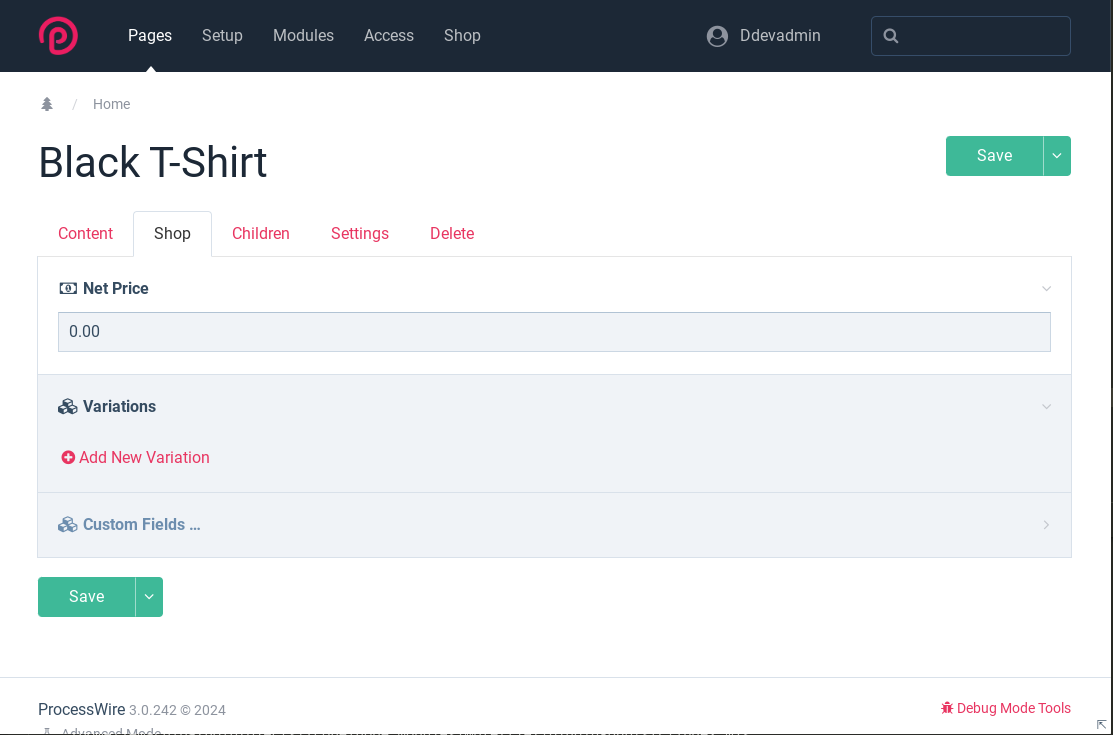 Pages Setup Modules Access Shop Ddevadmin
/ Home
Black T-Shirt
Save
Content Shop Children Settings Delete
Net Price
0.00
Variations
Add New Variation
Custom Fields ...
Save
ProcessWire 3.0.242 © 2024
Debug Mode Tools
Advanced Mode